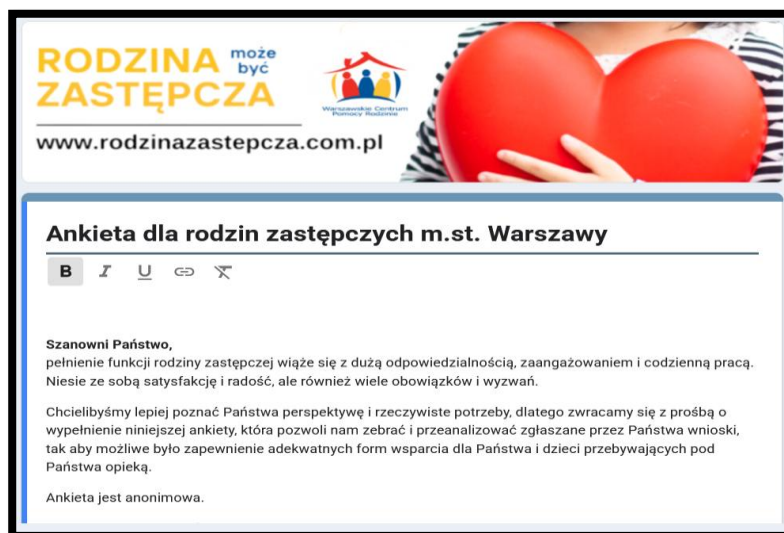 RODZINA może być
ZASTĘPCZA
Warszawskie Centrum
Pomocy Rodzinie
www.rodzinazastepcza.com.pl
Ankieta dla rodzin zastępczych m.st. Warszawy
B I U
Szanowni Państwo,
pełnienie funkcji rodziny zastępczej wiąże się z dużą odpowiedzialnością, zaangażowaniem i codzienną pracą.
Niesie ze sobą satysfakcję i radość, ale również wiele obowiązków i wyzwań.
Chcielibyśmy lepiej poznać Państwa perspektywę i rzeczywiste potrzeby, dlatego zwracamy się z prośbą o
wypełnienie niniejszej ankiety, która pozwoli nam zebrać i przeanalizować zgłaszane przez Państwa wnioski,
tak aby możliwe było zapewnienie adekwatnych form wsparcia dla Państwa i dzieci przebywających pod
Państwa opieką.
Ankieta jest anonimowa.